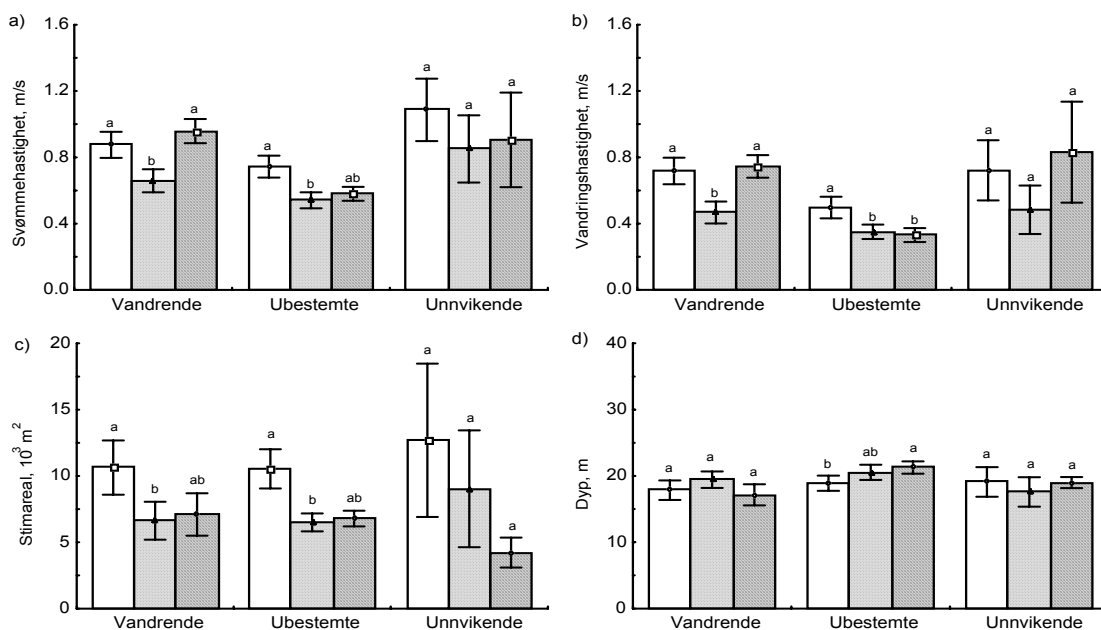 a)
Svømmehastighet, m/s
1.6
1.2
0.8
0.4
0.0
a b a a b ab a a a
Vandrende Ubestemte Unnvikende
b)
Vandringshastighet, m/s
1.6
1.2
0.8
0.4
0.0
a b a a b b a a a
Vandrende Ubestemte Unnvikende
c)
Stimareal, 10³ m²
20
15
10
5
0
a b ab a b ab a a a
Vandrende Ubestemte Unnvikende
d)
Dyp, m
40
30
20
10
0
a a a b ab a a a a
Vandrende Ubestemte Unnvikende